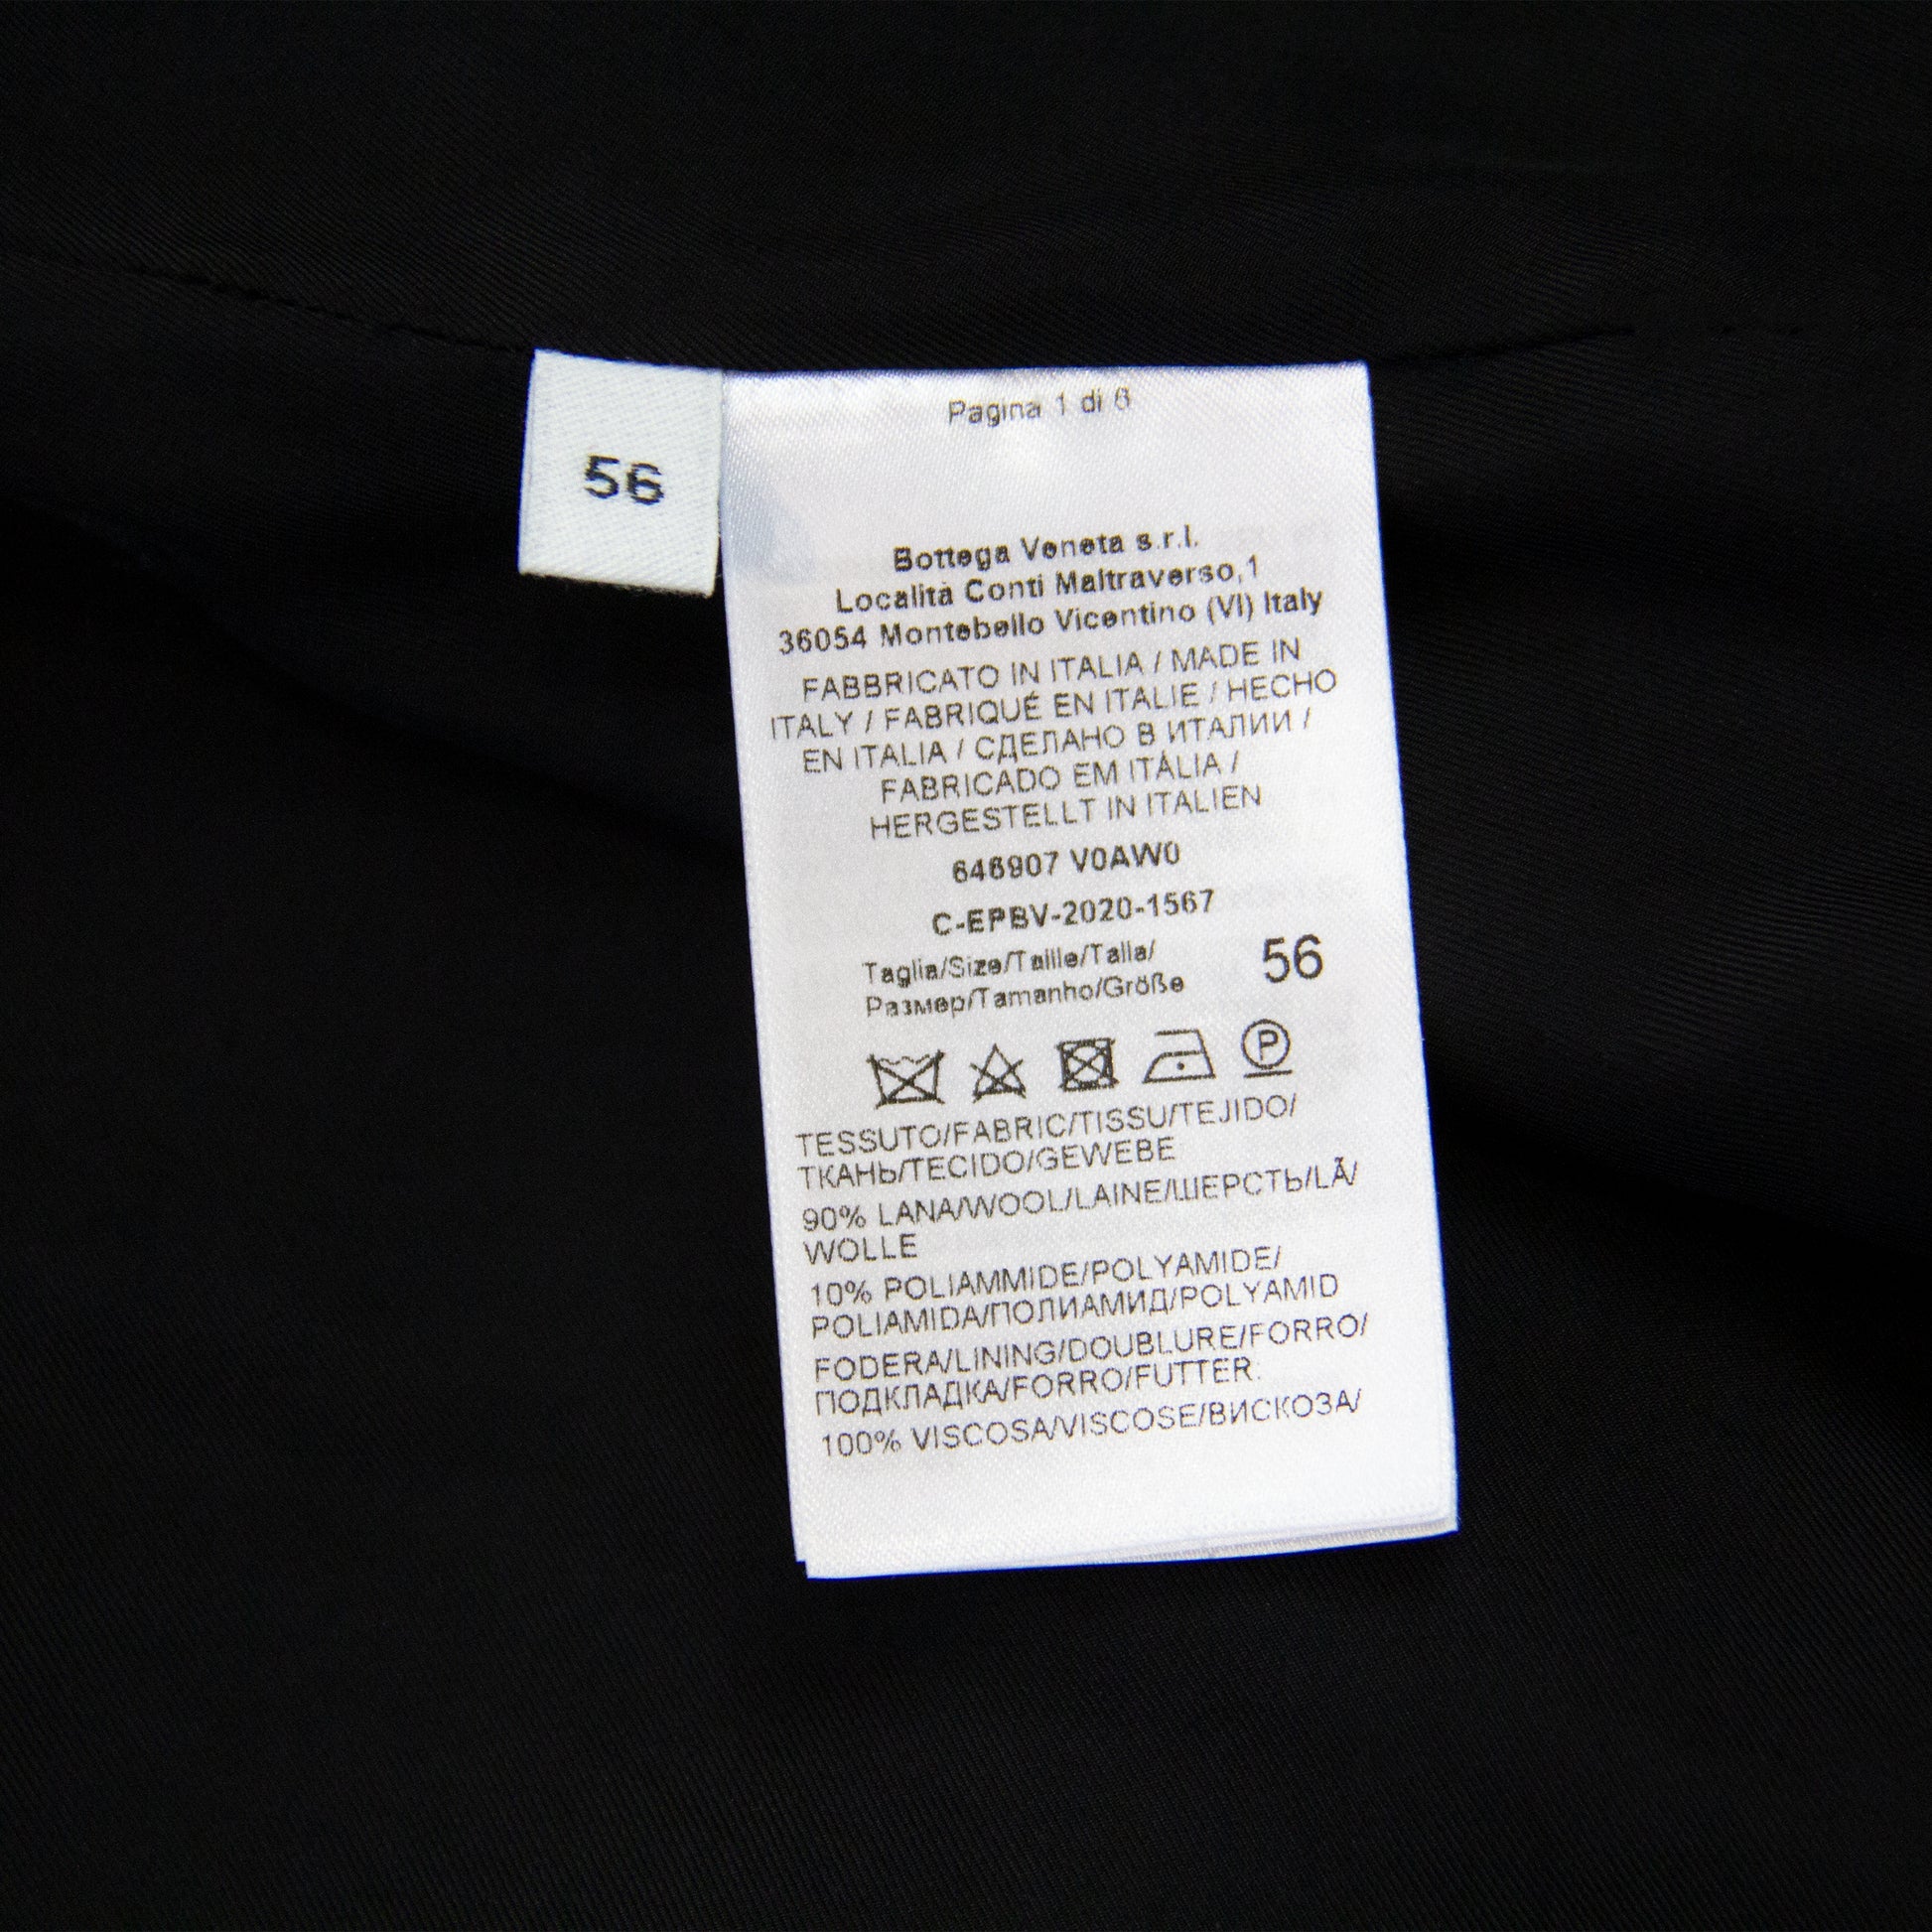 56
Pagina 1 di 6
Bottega Veneta s.r.l.
Località Conti Maltraverso,1
36054 Montebello Vicentino (VI) Italy
FABBRICATO IN ITALIA / MADE IN
ITALY / FABRIQUÉ EN ITALIE / HECHO
EN ITALIA / СДЕЛАНО В ИТАЛИИ /
FABRICADO EM ITÁLIA /
HERGESTELLT IN ITALIEN
646907 V0AW0
C-EPBV-2020-1567
Taglia/Size/Taille/Talla/
Размер/Tamanho/Größe 56
P
TESSUTO/FABRIC/TISSU/TEJIDO/
ТКАНЬ/TECIDO/GEWEBE
90% LANA/WOOL/LAINE/ШЕРСТЬ/LÃ/
WOLLE
10% POLIAMMIDE/POLYAMIDE/
POLIAMIDA/ПОЛИАМИД/POLYAMID
FODERA/LINING/DOUBLURE/FORRO/
ПОДКЛАДКА/FORRO/FUTTER.
100% VISCOSA/VISCOSE/ВИСКОЗА/